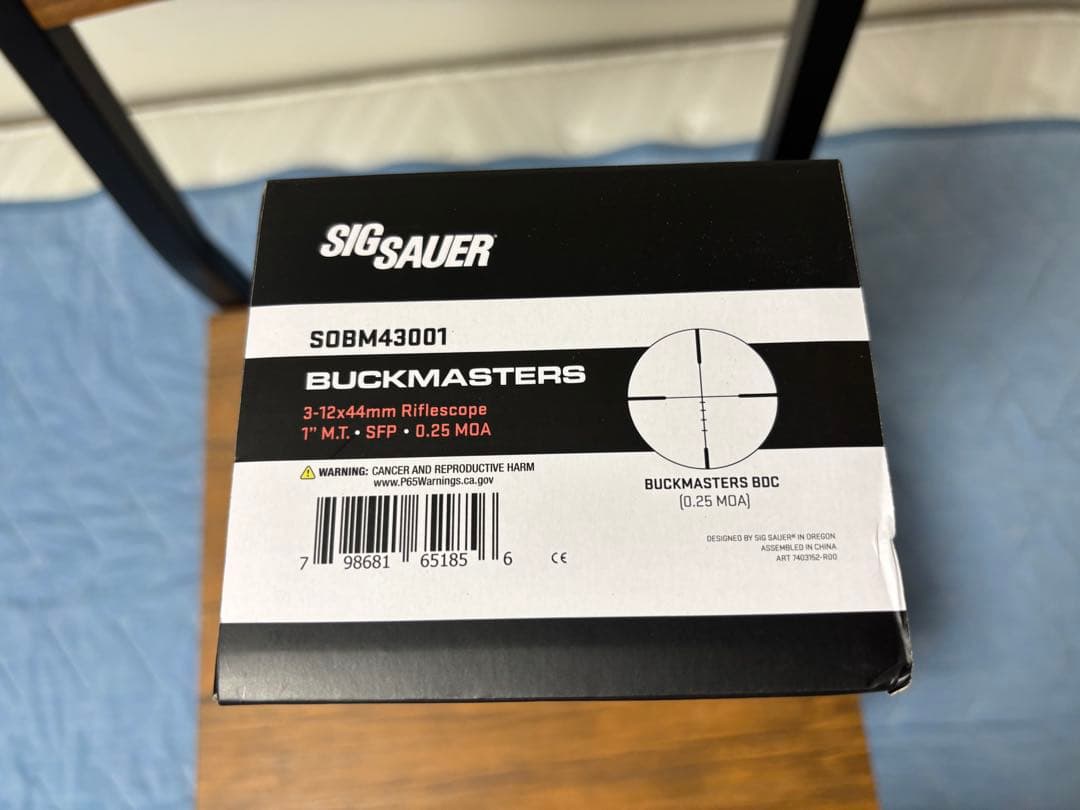 SIG SAUER
SOBM43001
BUCKMASTERS
3-12x44mm Riflescope
1" M.T. • SFP • 0.25 MOA
WARNING: CANCER AND REPRODUCTIVE HARM
www.P65Warnings.ca.gov
7 98681 65185 6
CE
BUCKMASTERS BDC
(0.25 MOA)
DESIGNED BY SIG SAUER® IN OREGON
ASSEMBLED IN CHINA
ART 7403152-R00